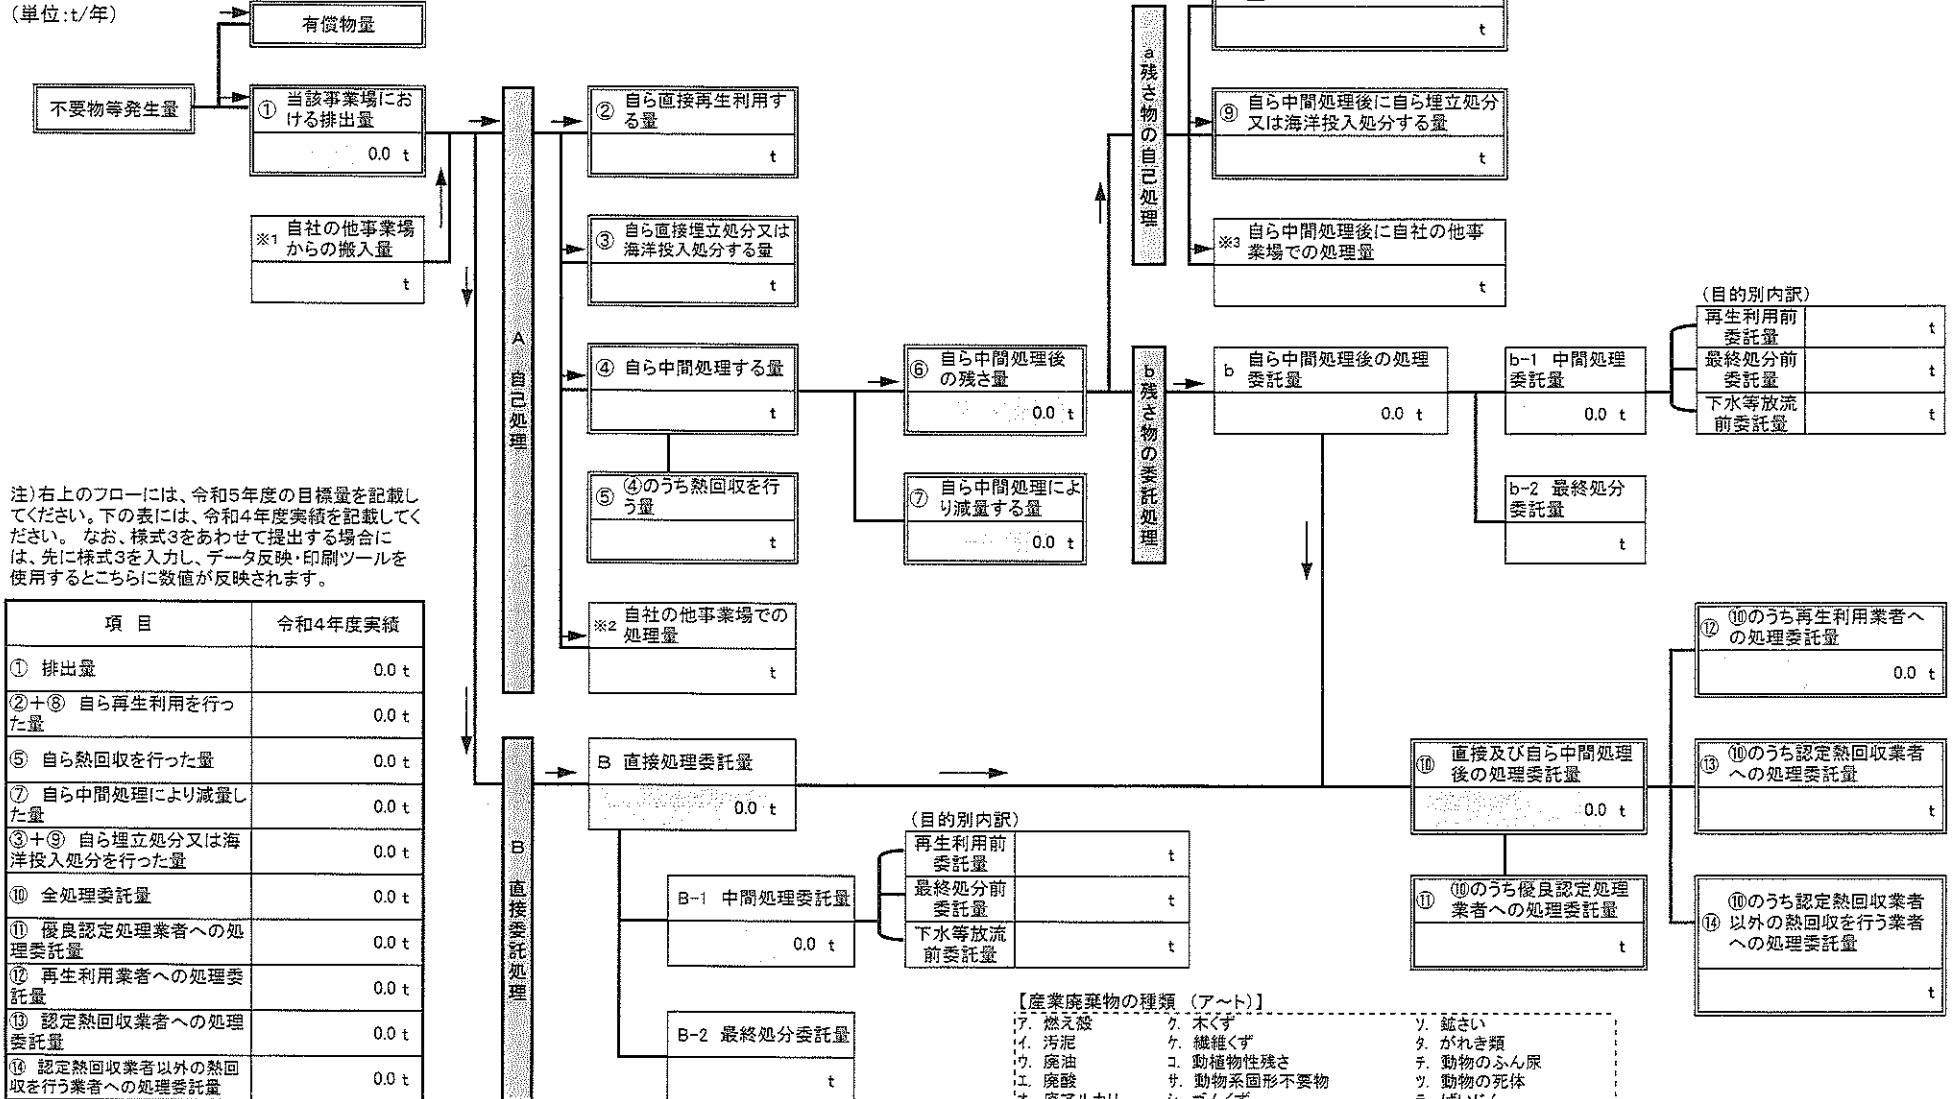 (単位:t/年)
有償物量
不要物等発生量
① 当該事業場にお
ける排出量
0.0 t
※1 自社の他事業場
からの搬入量
t
A 自己処理
② 自ら直接再生利用す
る量
t
③ 自ら直接埋立処分又は
海洋投入処分する量
t
④ 自ら中間処理する量
t
⑤ ④のうち熱回収を行
う量
t
※2 自社の他事業場での
処理量
t
⑥ 自ら中間処理後
の残さ量
0.0 t
⑦ 自ら中間処理によ
り減量する量
0.0 t
a 残さ物の自己処理
t
⑨ 自ら中間処理後に自ら埋立処分
又は海洋投入処分する量
t
※3 自ら中間処理後に自社の他事
業場での処理量
t
b 残さ物の委託処理
b 自ら中間処理後の処理
委託量
0.0 t
b-1 中間処理
委託量
0.0 t
(目的別内訳)
再生利用前
委託量
t
最終処分前
委託量
t
下水等放流
前委託量
t
b-2 最終処分
委託量
t
注)右上のフローには、令和5年度の目標量を記載し
てください。下の表には、令和4年度実績を記載してく
ださい。 なお、様式3をあわせて提出する場合に
は、先に様式3を入力し、データ反映・印刷ツールを
使用するとこちらに数値が反映されます。
項 目 令和4年度実績
① 排出量 0.0 t
②+⑧ 自ら再生利用を行っ
た量 0.0 t
⑤ 自ら熱回収を行った量 0.0 t
⑦ 自ら中間処理により減量し
た量 0.0 t
③+⑨ 自ら埋立処分又は海
洋投入処分を行った量 0.0 t
⑩ 全処理委託量 0.0 t
⑪ 優良認定処理業者への処
理委託量 0.0 t
⑫ 再生利用業者への処理委
託量 0.0 t
⑬ 認定熱回収業者への処理
委託量 0.0 t
⑭ 認定熱回収業者以外の熱回
収を行う業者への処理委託量 0.0 t
B 直接委託処理
B 直接処理委託量
0.0 t
B-1 中間処理委託量
0.0 t
(目的別内訳)
再生利用前
委託量
t
最終処分前
委託量
t
下水等放流
前委託量
t
B-2 最終処分委託量
t
⑩ 直接及び自ら中間処理
後の処理委託量
0.0 t
⑪ ⑩のうち優良認定処理
業者への処理委託量
t
⑫ ⑩のうち再生利用業者へ
の処理委託量
0.0 t
⑬ ⑩のうち認定熱回収業者
への処理委託量
t
⑭ ⑩のうち認定熱回収業者
以外の熱回収を行う業者
への処理委託量
t
【産業廃棄物の種類 (ア~ト)】
ア. 燃え殻 ク. 木くず ソ. 鉱さい
イ. 汚泥 ケ. 繊維くず タ. がれき類
ウ. 廃油 コ. 動植物性残さ チ. 動物のふん尿
エ. 廃酸 サ. 動物系固形不要物 ツ. 動物の死体